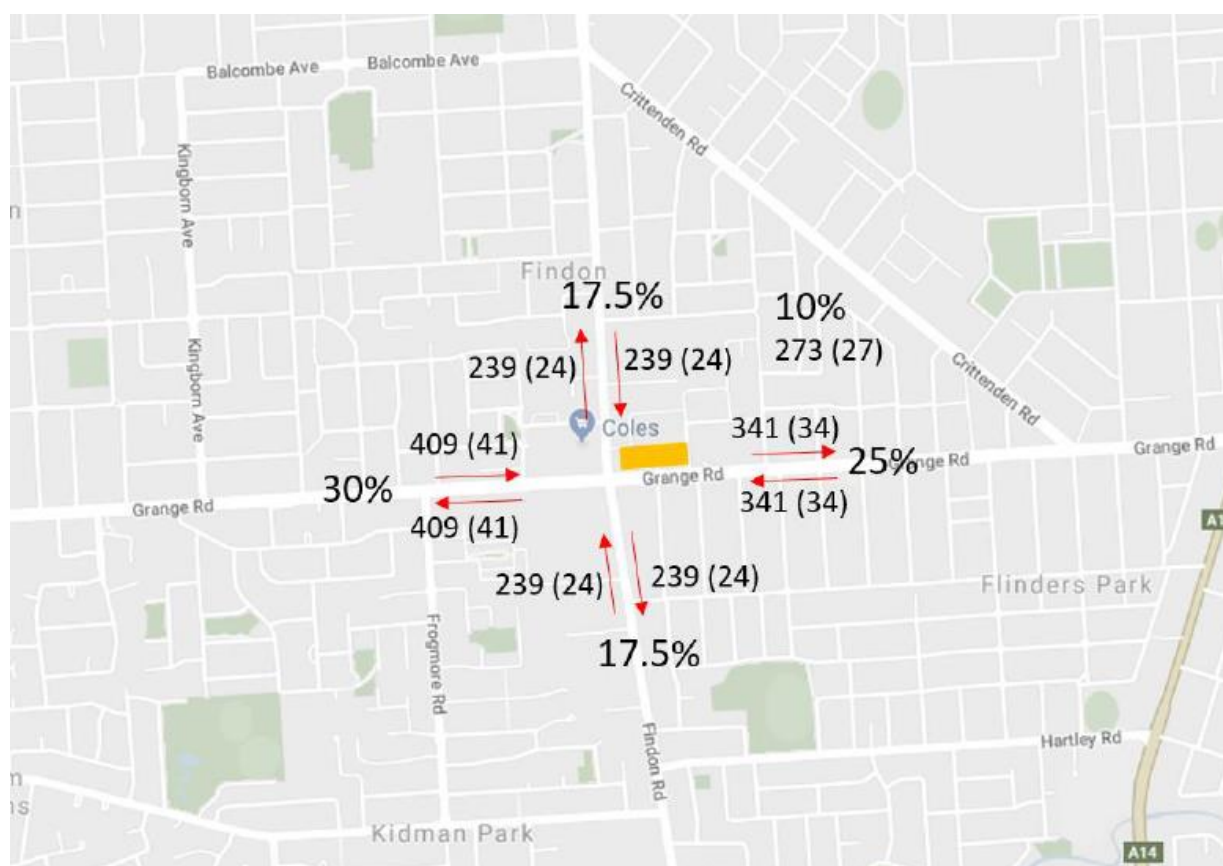 Balcombe Ave
Balcombe Ave
Crittenden Rd
Kingborn Ave
Findon
17.5%
10%
239 (24)
239 (24)
273 (27)
Kingborn Ave
Crittenden Rd
Coles
409 (41)
341 (34)
Grange Rd
30%
Grange Rd
25%
Grange Rd
Grange Rd
409 (41)
341 (34)
239 (24)
239 (24)
Flinders Park
Frogmore Rd
17.5%
Findon Rd
Hartley Rd
Kidman Park
A14